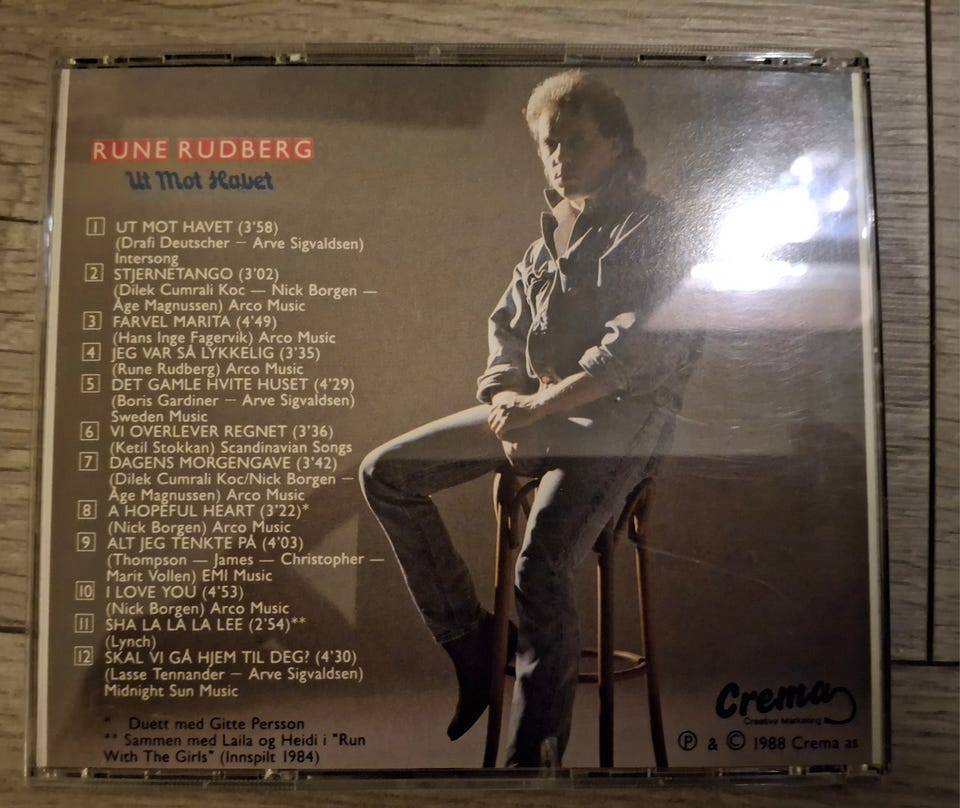 RUNE RUDBERG
Ut Mot Havet
1 UT MOT HAVET (3'58)
(Drafi Deutscher — Arve Sigvaldsen)
Intersong
2 STJERNETANGO (3'02)
(Dilek Cumrali Koc — Nick Borgen —
Åge Magnussen) Arco Music
3 FARVEL MARITA (4'49)
(Hans Inge Fagervik) Arco Music
4 JEG VAR SÅ LYKKELIG (3'35)
(Rune Rudberg) Arco Music
5 DET GAMLE HVITE HUSET (4'29)
(Boris Gardiner — Arve Sigvaldsen)
Sweden Music
6 VI OVERLEVER REGNET (3'36)
(Ketil Stokkan) Scandinavian Songs
7 DAGENS MORGENGAVE (3'42)
(Dilek Cumrali Koc/Nick Borgen —
Åge Magnussen) Arco Music
8 A HOPEFUL HEART (3'22)*
(Nick Borgen) Arco Music
9 ALT JEG TENKTE PÅ (4'03)
(Thompson — James — Christopher —
Marit Vollen) EMI Music
10 I LOVE YOU (4'53)
(Nick Borgen) Arco Music
11 SHA LA LA LA LEE (2'54)**
(Lynch)
12 SKAL VI GÅ HJEM TIL DEG? (4'30)
(Lasse Tennander — Arve Sigvaldsen)
Midnight Sun Music
* Duett med Gitte Persson
** Sammen med Laila og Heidi i "Run
With The Girls" (Innspilt 1984)
Crema
Creative Marketing
Ⓟ & © 1988 Crema as